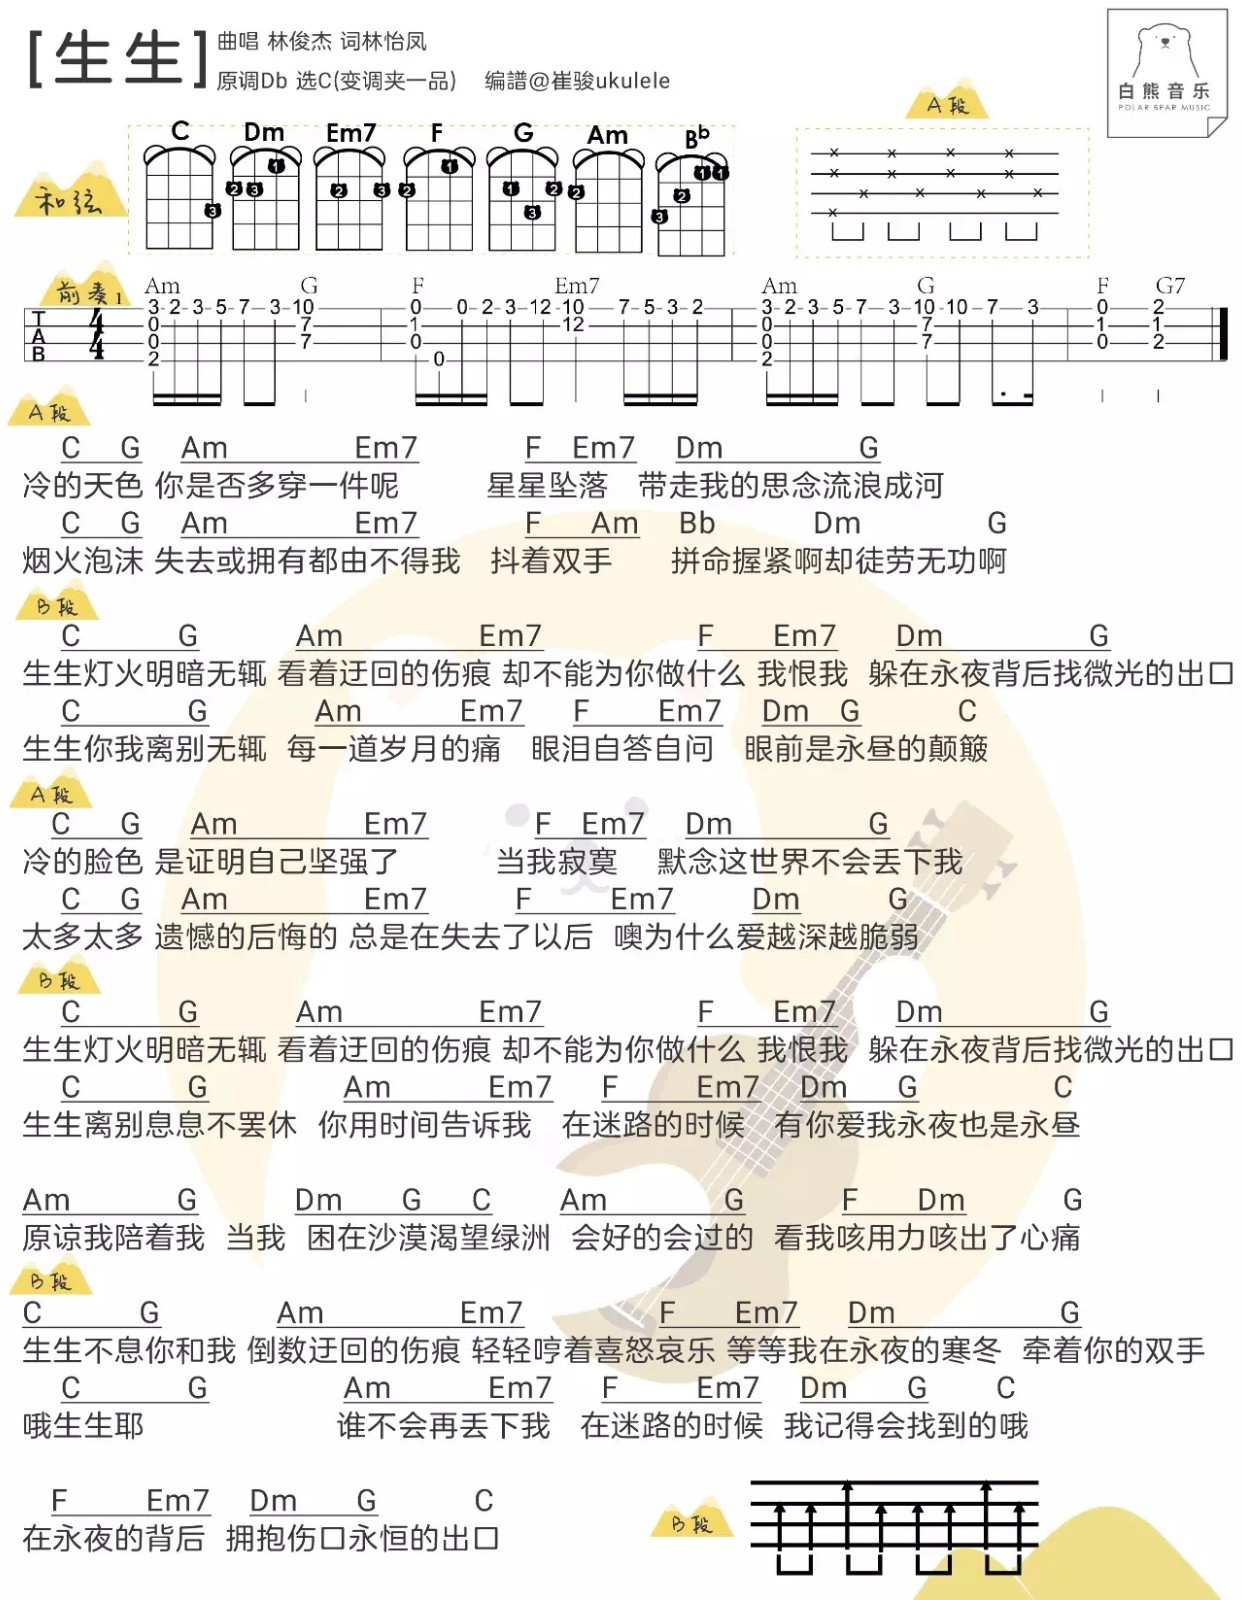 [生生]
曲唱 林俊杰 词林怡凤
原调Db 选C(变调夹一品) 编譜@崔骏ukulele
白熊音乐
POLAR BEAR MUSIC
A段
和弦
C Dm Em7 F G Am Bb
前奏1
Am G F Em7 Am G F G7
3 2 3 5 7 3 10 0 0 2 3 12 10 7 5 3 2 3 2 3 5 7 3 10 10 7 3 0 2
T 4 0 7 1 12 0 7 1 1
A 4 0 7 0 0 7 0 2
B 2 0 2
A段
C G Am Em7 F Em7 Dm G
冷的天色 你是否多穿一件呢 星星坠落 带走我的思念流浪成河
C G Am Em7 F Am Bb Dm G
烟火泡沫 失去或拥有都由不得我 抖着双手 拼命握紧啊却徒劳无功啊
B段
C G Am Em7 F Em7 Dm G
生生灯火明暗无辄 看着迂回的伤痕 却不能为你做什么 我恨我 躲在永夜背后找微光的出口
C G Am Em7 F Em7 Dm G C
生生你我离别无辄 每一道岁月的痛 眼泪自答自问 眼前是永昼的颠簸
A段
C G Am Em7 F Em7 Dm G
冷的脸色 是证明自己坚强了 当我寂寞 默念这世界不会丢下我
C G Am Em7 F Em7 Dm G
太多太多 遗憾的后悔的 总是在失去了以后 噢为什么爱越深越脆弱
B段
C G Am Em7 F Em7 Dm G
生生灯火明暗无辄 看着迂回的伤痕 却不能为你做什么 我恨我 躲在永夜背后找微光的出口
C G Am Em7 F Em7 Dm G C
生生离别息息不罢休 你用时间告诉我 在迷路的时候 有你爱我永夜也是永昼
Am G Dm G C Am G F Dm G
原谅我陪着我 当我 困在沙漠渴望绿洲 会好的会过的 看我咳用力咳出了心痛
B段
C G Am Em7 F Em7 Dm G
生生不息你和我 倒数迂回的伤痕 轻轻哼着喜怒哀乐 等等我在永夜的寒冬 牵着你的双手
C G Am Em7 F Em7 Dm G C
哦生生耶 谁不会再丢下我 在迷路的时候 我记得会找到的哦
F Em7 Dm G C
在永夜的背后 拥抱伤口永恒的出口
B段